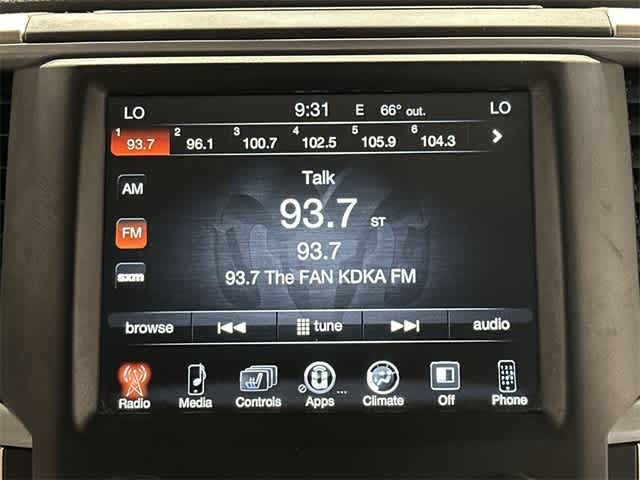 LO 9:31 E 66° out. LO
1 93.7 2 96.1 3 100.7 4 102.5 5 105.9 6 104.3
AM
Talk
93.7 ST
FM
93.7
sxm
93.7 The FAN KDKA FM
browse tune audio
Radio Media Controls Apps ... Climate Off Phone